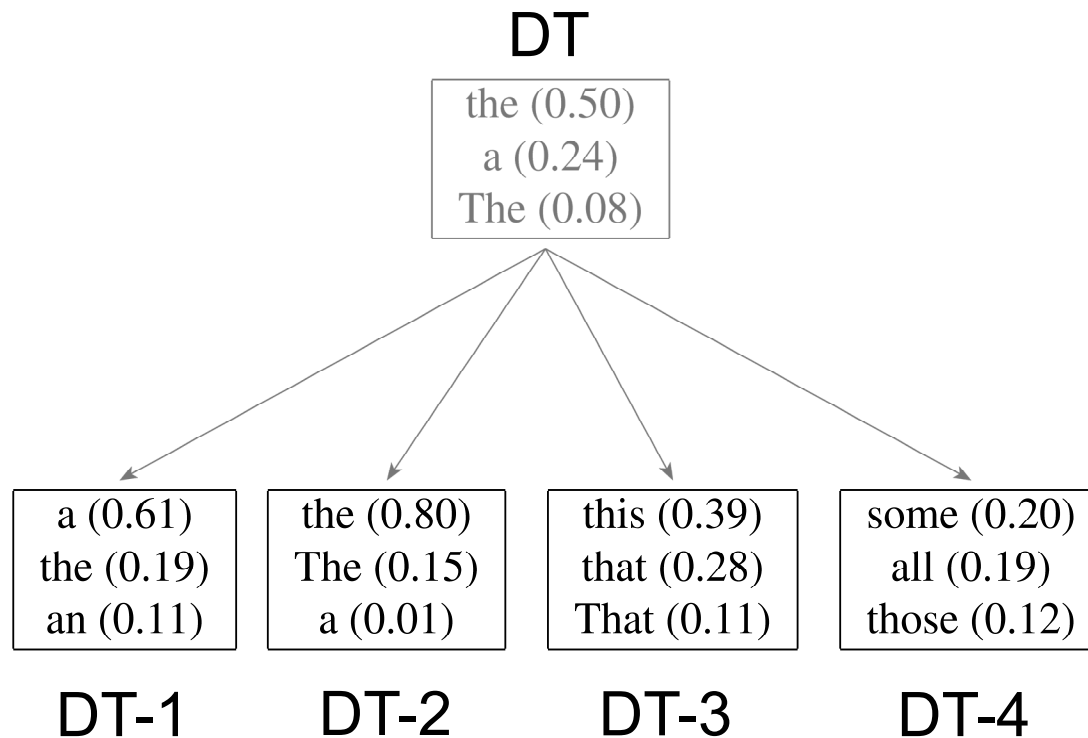 DT
the (0.50)
a (0.24)
The (0.08)
a (0.61)
the (0.19)
an (0.11)
DT-1
the (0.80)
The (0.15)
a (0.01)
DT-2
this (0.39)
that (0.28)
That (0.11)
DT-3
some (0.20)
all (0.19)
those (0.12)
DT-4